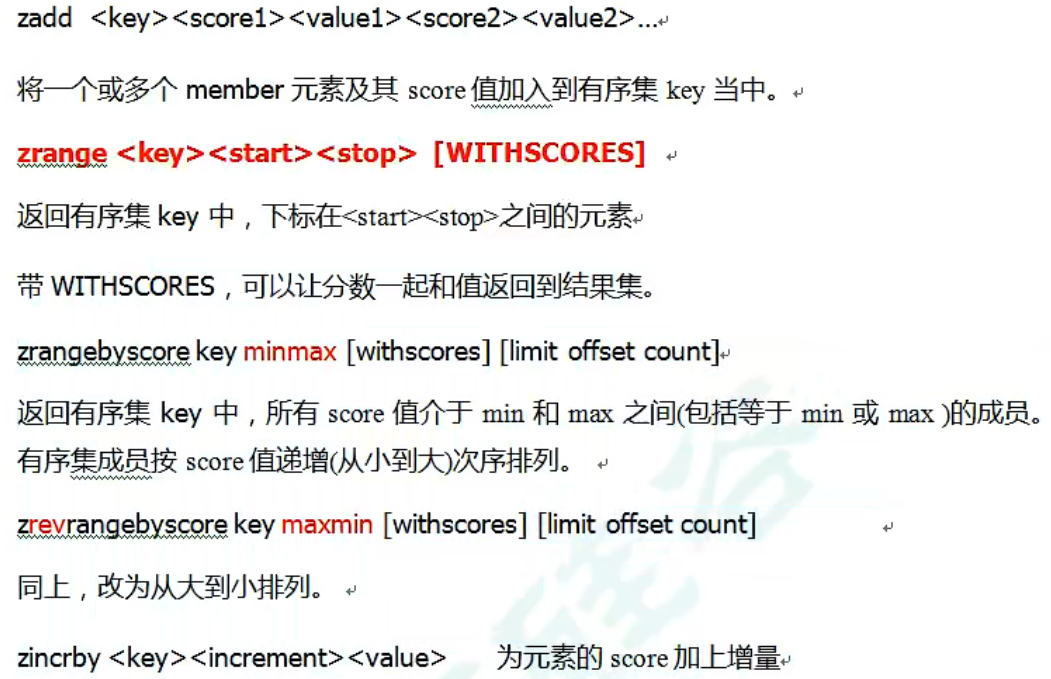 zadd <key><score1><value1><score2><value2>...
将一个或多个 member 元素及其 score 值加入到有序集 key 当中。
zrange <key><start><stop> [WITHSCORES]
返回有序集 key 中，下标在<start><stop>之间的元素
带 WITHSCORES，可以让分数一起和值返回到结果集。
zrangebyscore key minmax [withscores] [limit offset count]
返回有序集 key 中，所有 score 值介于 min 和 max 之间(包括等于 min 或 max )的成员。
有序集成员按 score 值递增(从小到大)次序排列。
zrevrangebyscore key maxmin [withscores] [limit offset count]
同上，改为从大到小排列。
zincrby <key><increment><value> 为元素的 score 加上增量